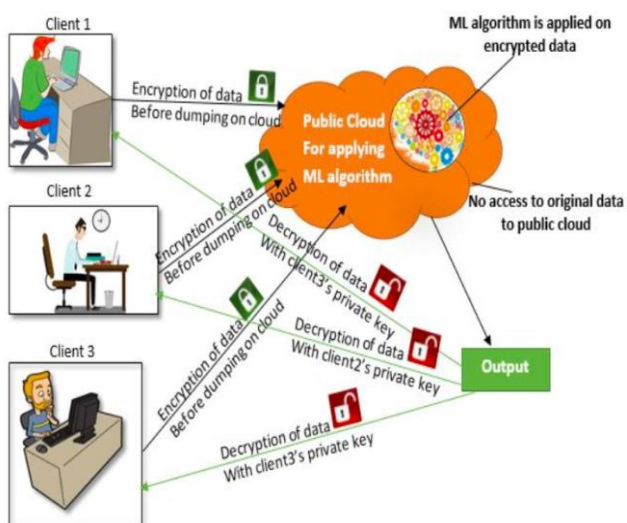 Client 1
ML algorithm is applied on
encrypted data
Encryption of data
Before dumping on cloud
Public Cloud
For applying
ML algorithm
Client 2
Encryption of data
Before dumping on cloud
No access to original data
to public cloud
Decryption of data
With client3's private key
Decryption of data
With client2's private key
Output
Client 3
Encryption of data
Before dumping on cloud
Decryption of data
With client3's private key